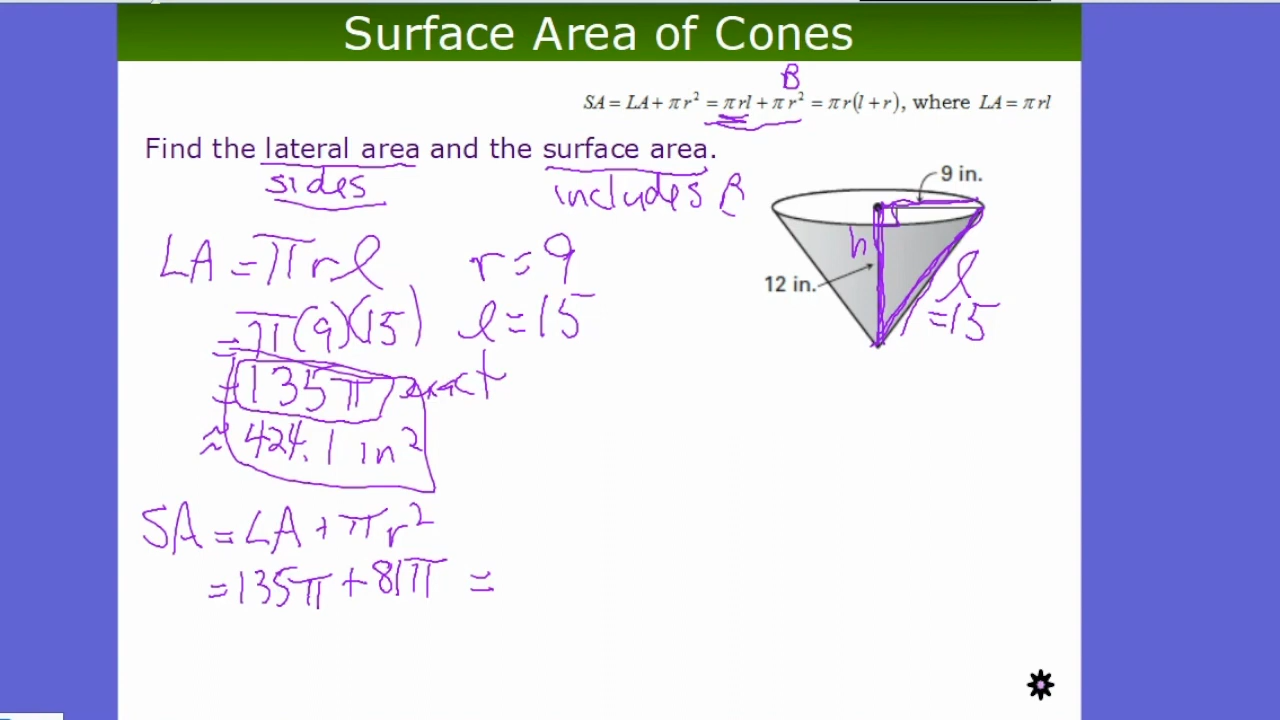 Surface Area of Cones
B
SA = LA + πr² = πrl + πr² = πr(l + r), where LA = πrl
Find the lateral area and the surface area.
sides
includes B
9 in.
h
12 in.
l
= 15
LA = πrl
r = 9
= π(9)(15)
l = 15
= 135π exact
≈ 424.1 in²
SA = LA + πr²
= 135π + 81π =